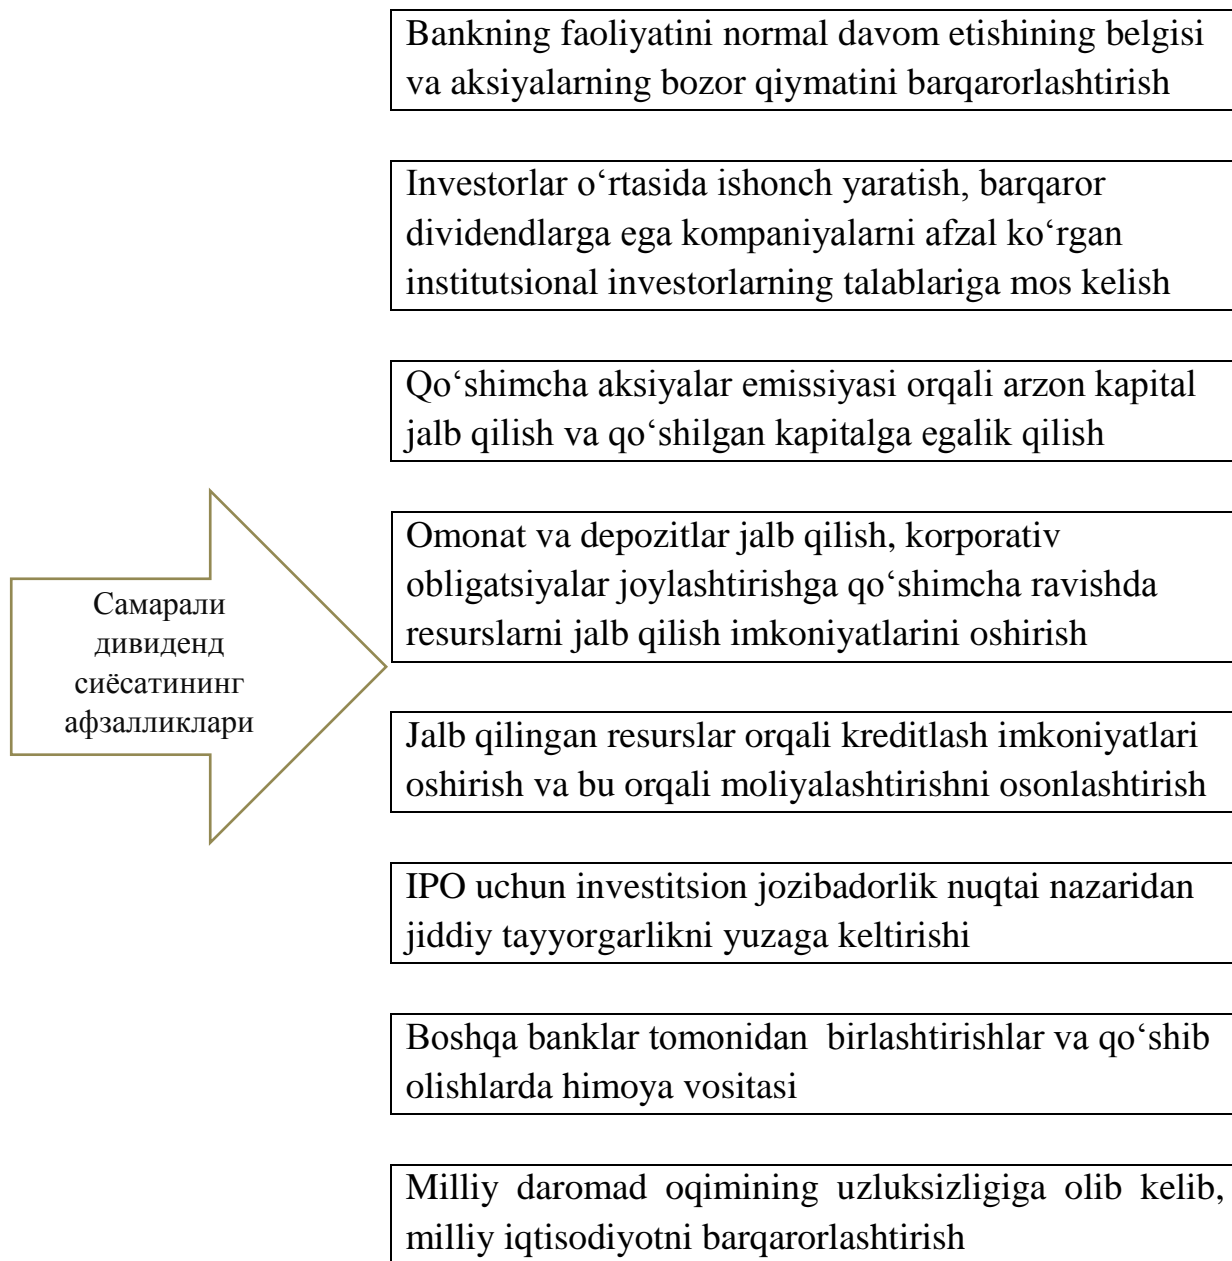 Bankning faoliyatini normal davom etishining belgisi
va aksiyalarning bozor qiymatini barqarorlashtirish
Investorlar o‘rtasida ishonch yaratish, barqaror
dividendlarga ega kompaniyalarni afzal ko‘rgan
institutsional investorlarning talablariga mos kelish
Qo‘shimcha aksiyalar emissiyasi orqali arzon kapital
jalb qilish va qo‘shilgan kapitalga egalik qilish
Самарали
дивиденд
сиёсатининг
афзалликлари
Omonat va depozitlar jalb qilish, korporativ
obligatsiyalar joylashtirishga qo‘shimcha ravishda
resurslarni jalb qilish imkoniyatlarini oshirish
Jalb qilingan resurslar orqali kreditlash imkoniyatlari
oshirish va bu orqali moliyalashtirishni osonlashtirish
IPO uchun investitsion jozibadorlik nuqtai nazaridan
jiddiy tayyorgarlikni yuzaga keltirishi
Boshqa banklar tomonidan  birlashtirishlar va qo‘shib
olishlarda himoya vositasi
Milliy daromad oqimining uzluksizligiga olib kelib,
milliy iqtisodiyotni barqarorlashtirish